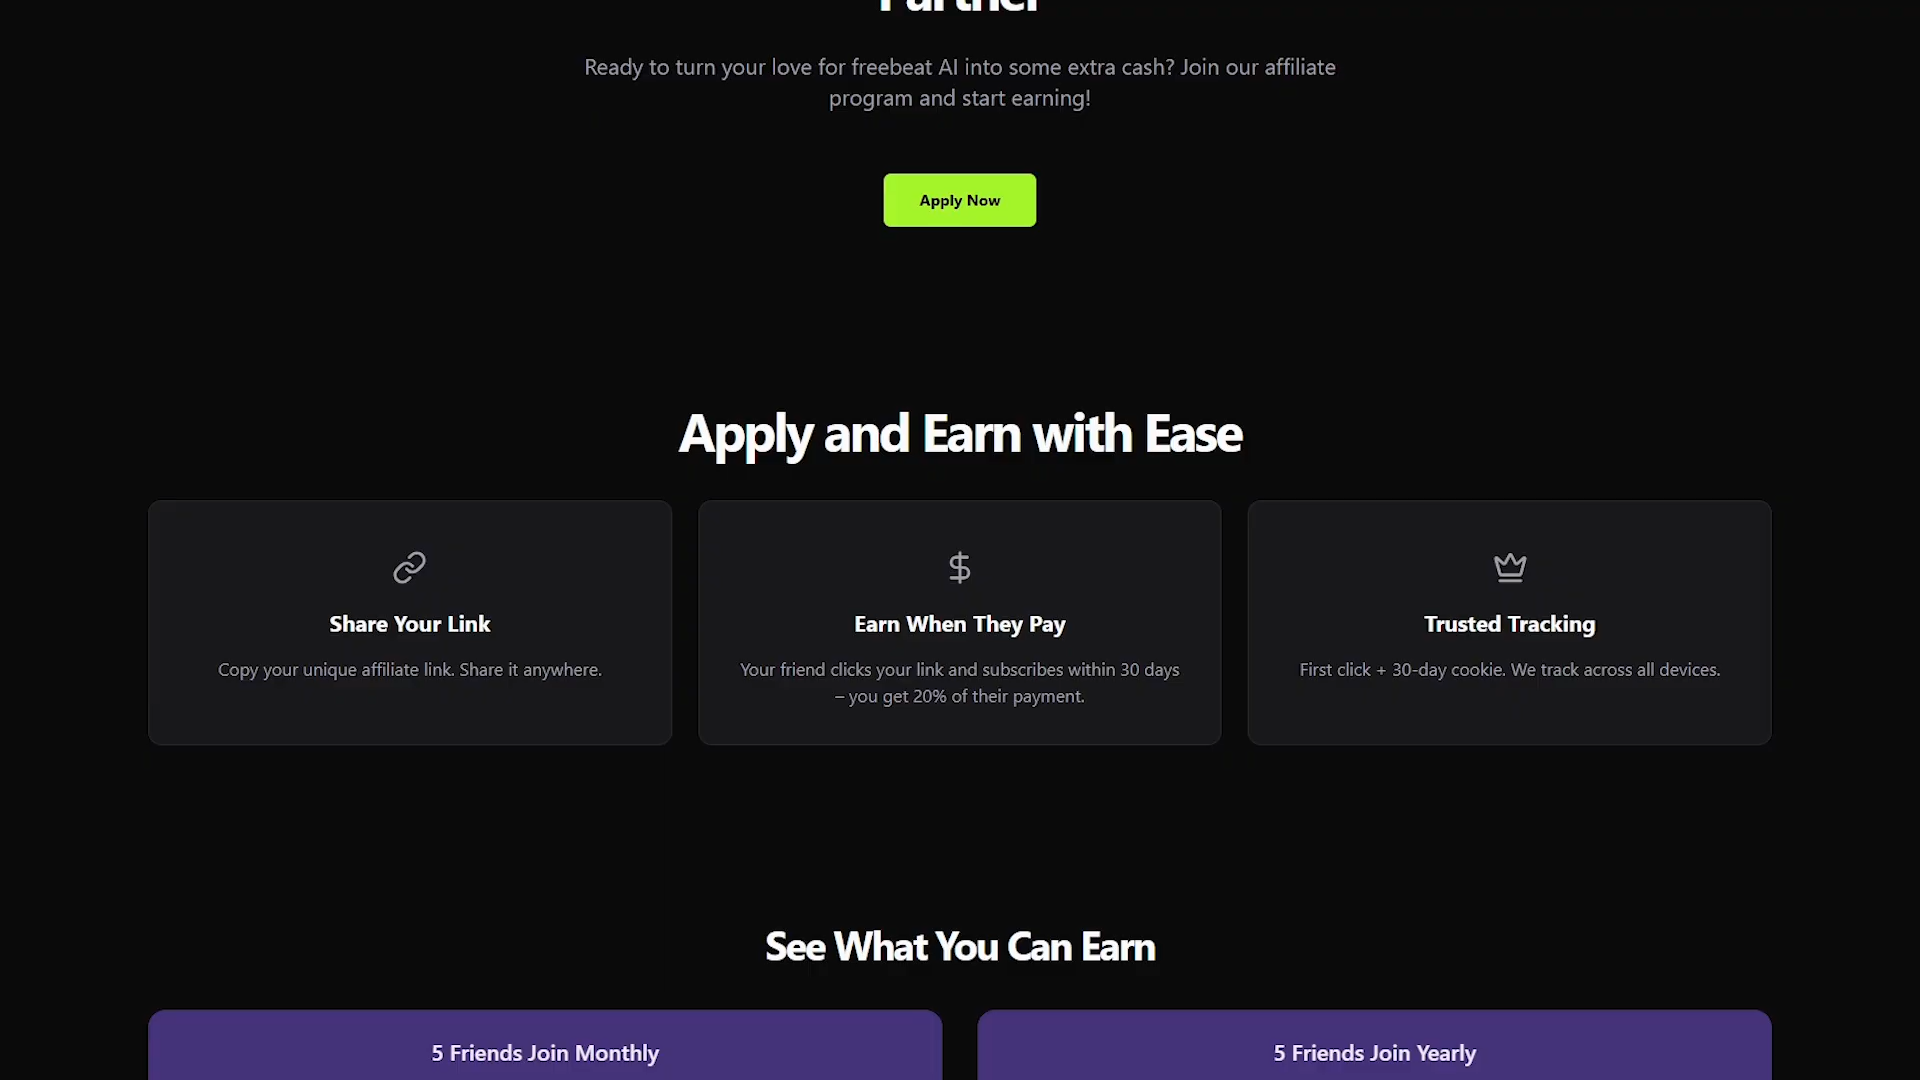 Partner
Ready to turn your love for freebeat AI into some extra cash? Join our affiliate
program and start earning!
Apply Now
Apply and Earn with Ease
Share Your Link
Copy your unique affiliate link. Share it anywhere.
Earn When They Pay
Your friend clicks your link and subscribes within 30 days
– you get 20% of their payment.
Trusted Tracking
First click + 30-day cookie. We track across all devices.
See What You Can Earn
5 Friends Join Monthly
5 Friends Join Yearly